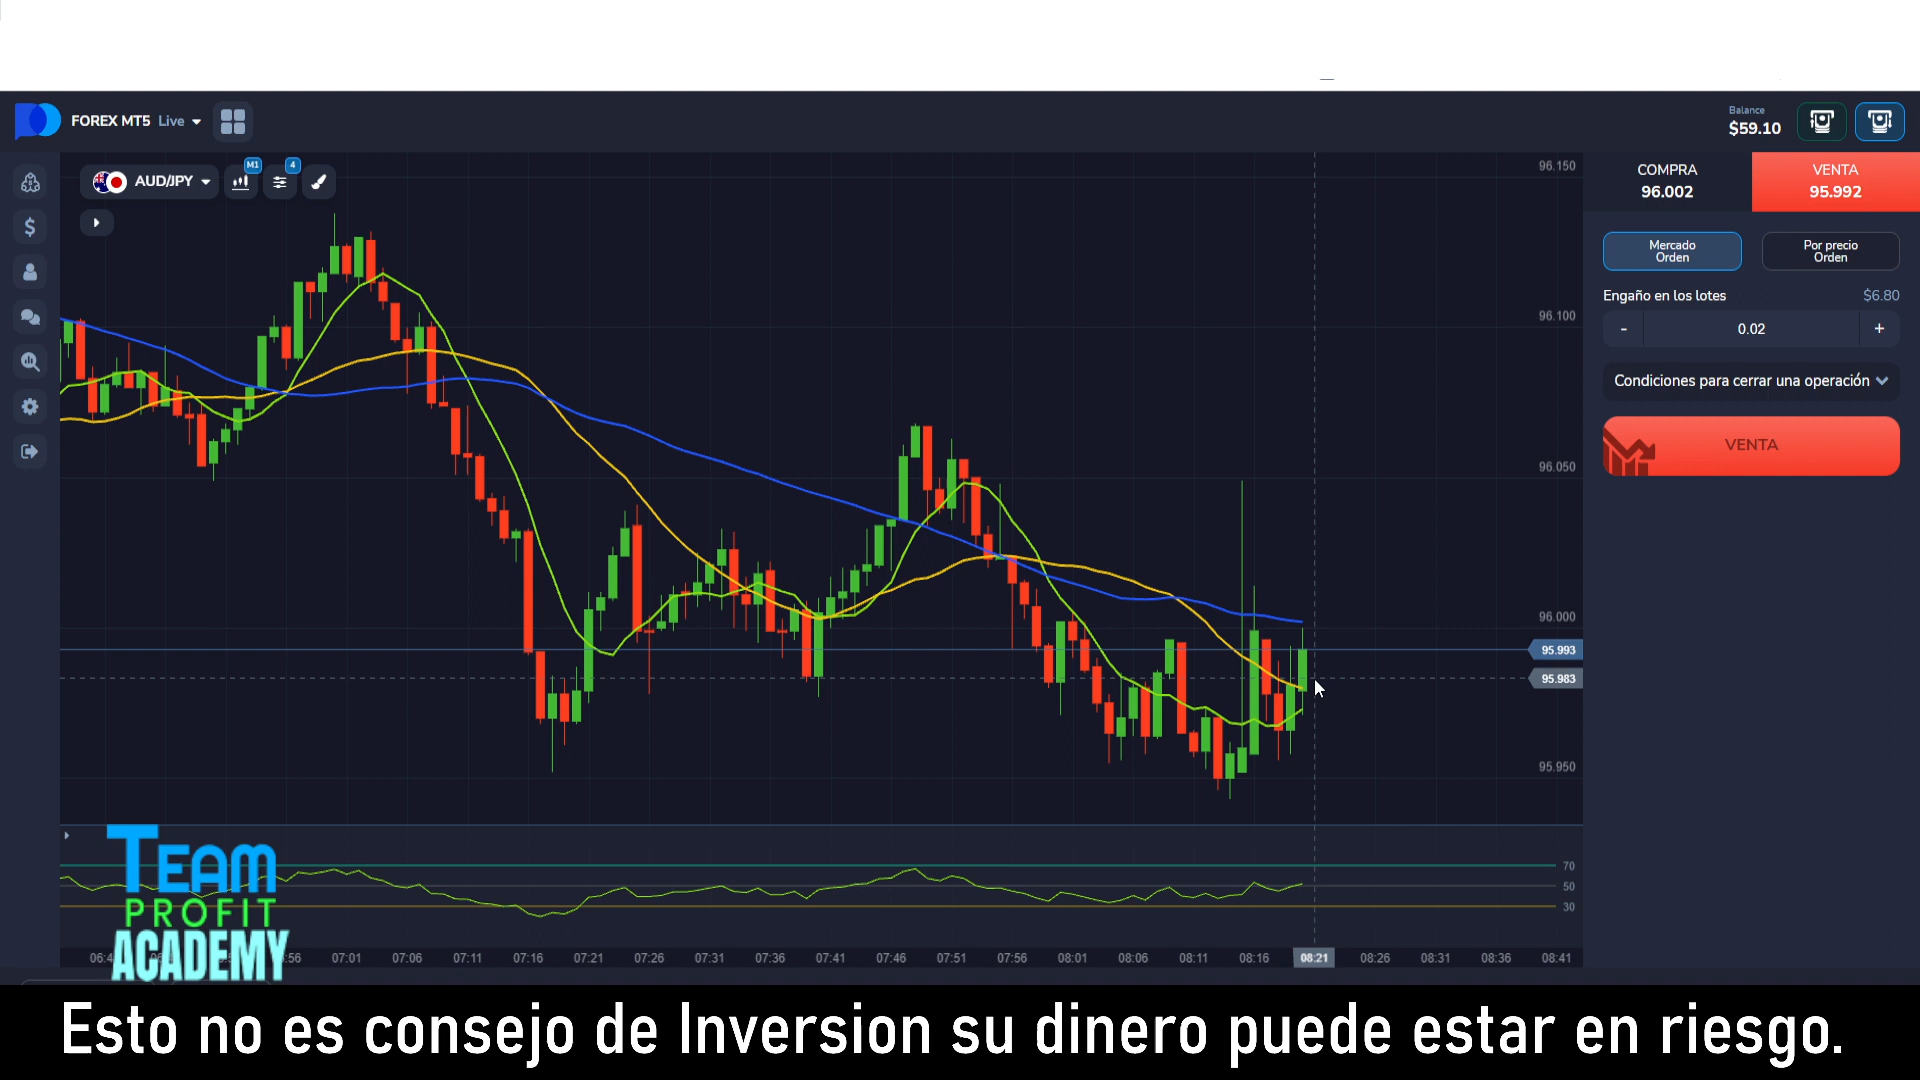 FOREX MT5 Live
Balance
$59.10
AUD/JPY
M1
4
COMPRA
96.002
VENTA
95.992
Mercado
Orden
Por precio
Orden
Engaño en los lotes $6.80
- 0.02 +
Condiciones para cerrar una operación
VENTA
96.150
96.100
96.050
96.000
95.993
95.983
95.950
70
50
30
07:01 07:06 07:11 07:16 07:21 07:26 07:31 07:36 07:41 07:46 07:51 07:56 08:01 08:06 08:11 08:16 08:21 08:26 08:31 08:36 08:41
TEAM
PROFIT
ACADEMY
Esto no es consejo de Inversion su dinero puede estar en riesgo.